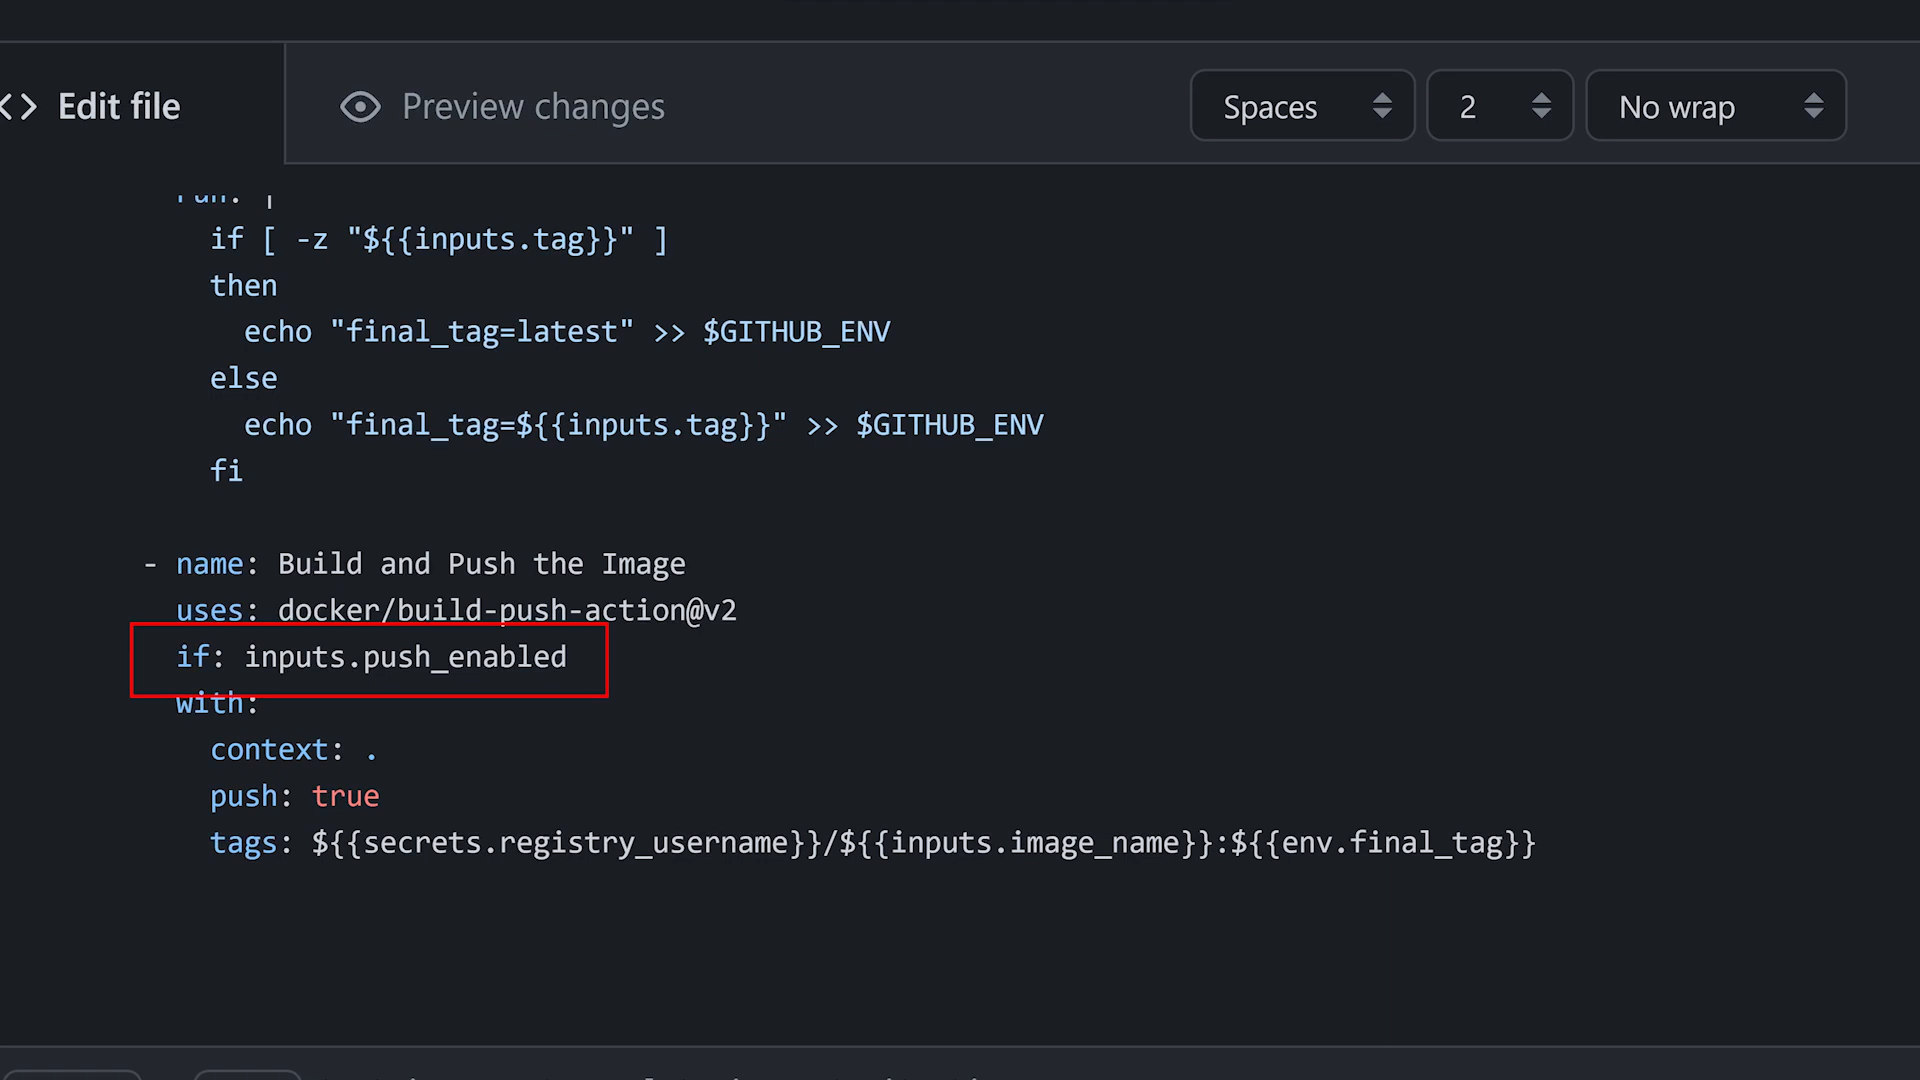 <> Edit file
Preview changes
Spaces
2
No wrap
run: |
if [ -z "${{inputs.tag}}" ]
then
echo "final_tag=latest" >> $GITHUB_ENV
else
echo "final_tag=${{inputs.tag}}" >> $GITHUB_ENV
fi
- name: Build and Push the Image
uses: docker/build-push-action@v2
if: inputs.push_enabled
with:
context: .
push: true
tags: ${{secrets.registry_username}}/${{inputs.image_name}}:${{env.final_tag}}